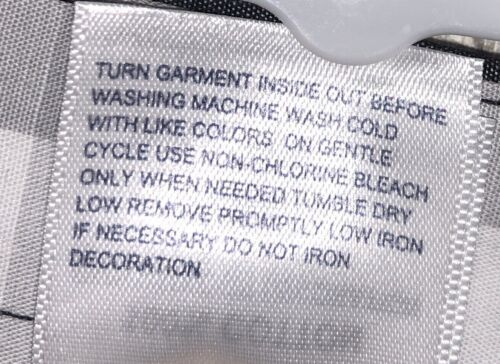 TURN GARMENT INSIDE OUT BEFORE
WASHING MACHINE WASH COLD
WITH LIKE COLORS ON GENTLE
CYCLE USE NON-CHLORINE BLEACH
ONLY WHEN NEEDED TUMBLE DRY
LOW REMOVE PROMPTLY LOW IRON
IF NECESSARY DO NOT IRON
DECORATION